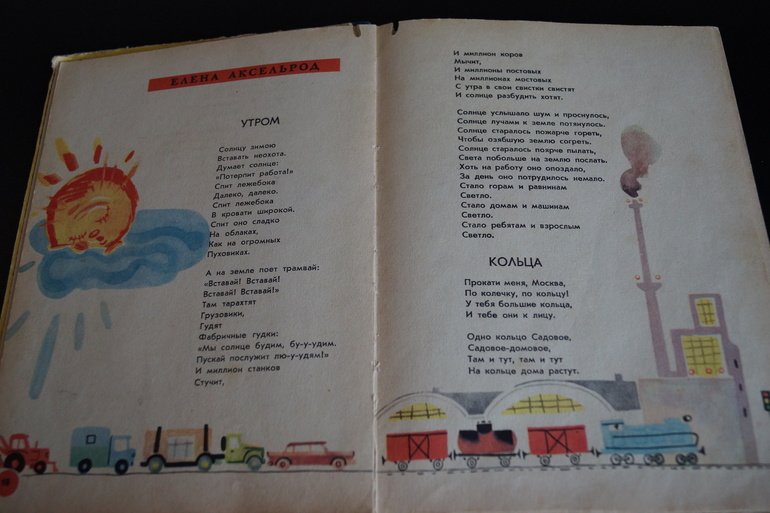 ЕЛЕНА АКСЕЛЬРОД
УТРОМ
Солнцу зимою
Вставать неохота.
Думает солнце:
«Потерпит работа!»
Спит лежебока
Далеко, далеко.
Спит лежебока
В кровати широкой.
Спит оно сладко
На облаках,
Как на огромных
Пуховиках.
А на земле поет трамвай:
«Вставай! Вставай!
Вставай! Вставай!»
Там тарахтят
Грузовики,
Гудят
Фабричные гудки:
«Мы солнце будим, бу-у-удим.
Пускай послужит лю-у-удям!»
И миллион станков
Стучит,
И миллион коров
Мычит,
И миллионы постовых
На миллионах мостовых
С утра в свои свистки свистят
И солнце разбудить хотят.
Солнце услышало шум и проснулось,
Солнце лучами к земле потянулось.
Солнце старалось пожарче гореть,
Чтобы озябшую землю согреть.
Солнце старалось поярче пылать,
Света побольше на землю послать.
Хоть на работу оно опоздало,
За день оно потрудилось немало.
Стало горам и равнинам
Светло.
Стало домам и машинам
Светло.
Стало ребятам и взрослым
Светло.
КОЛЬЦА
Прокати меня, Москва,
По колечку, по кольцу!
У тебя большие кольца,
И тебе они к лицу.
Одно кольцо Садовое,
Садовое-домовое,
Там и тут, там и тут
На кольце дома растут.